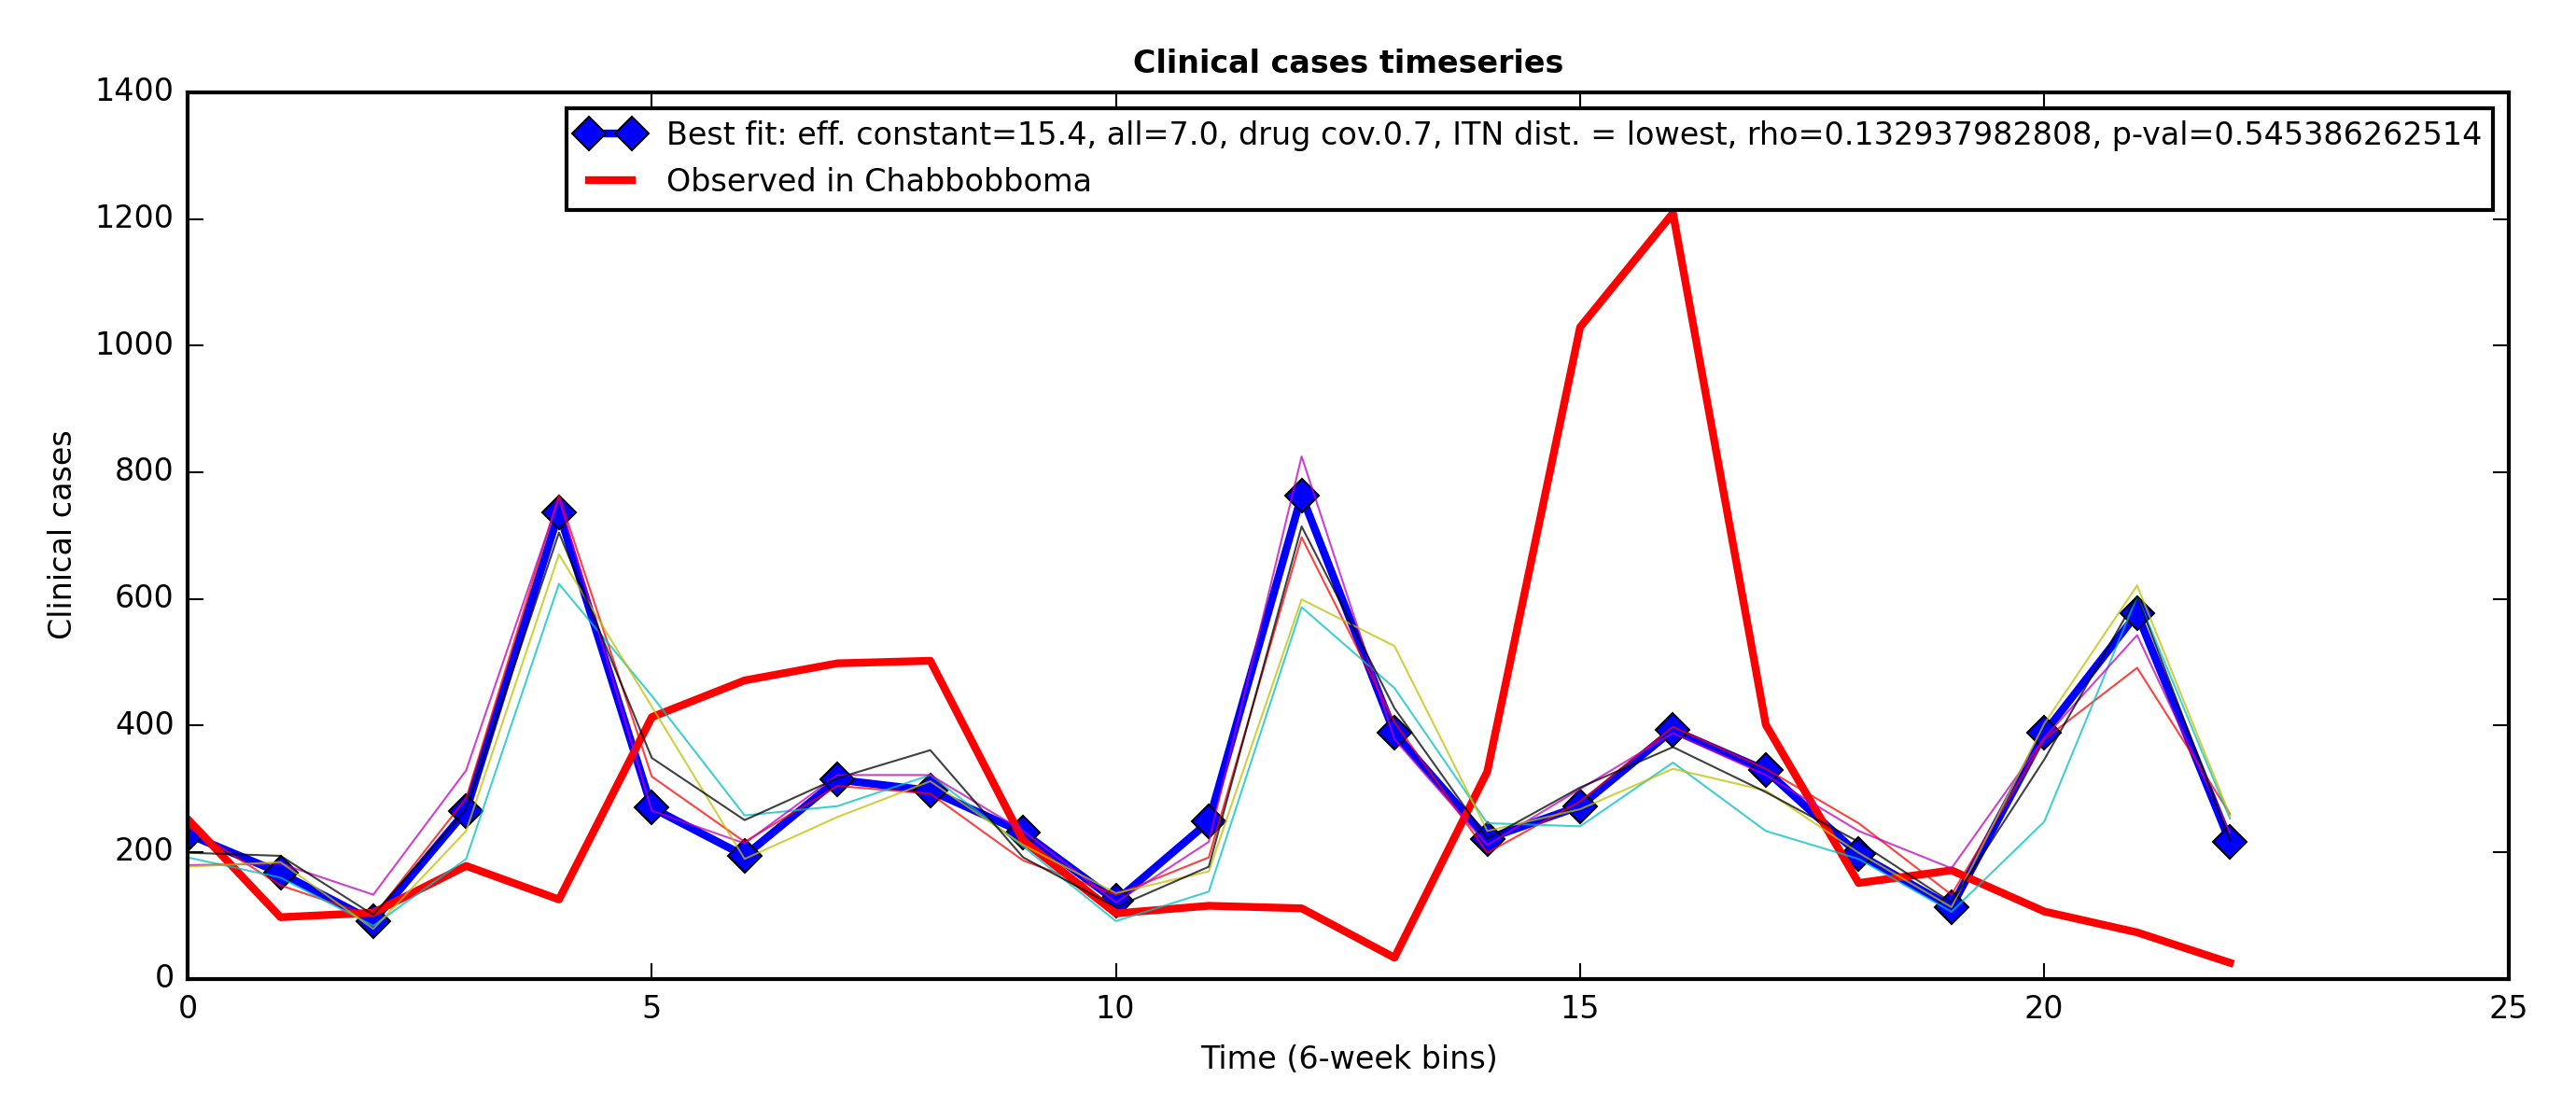 Clinical cases timeseries
1400
1200
1000
800
600
400
200
0
Clinical cases
Best fit: eff. constant=15.4, all=7.0, drug cov.0.7, ITN dist. = lowest, rho=0.132937982808, p-val=0.545386262514
Observed in Chabbobboma
0 5 10 15 20 25
Time (6-week bins)